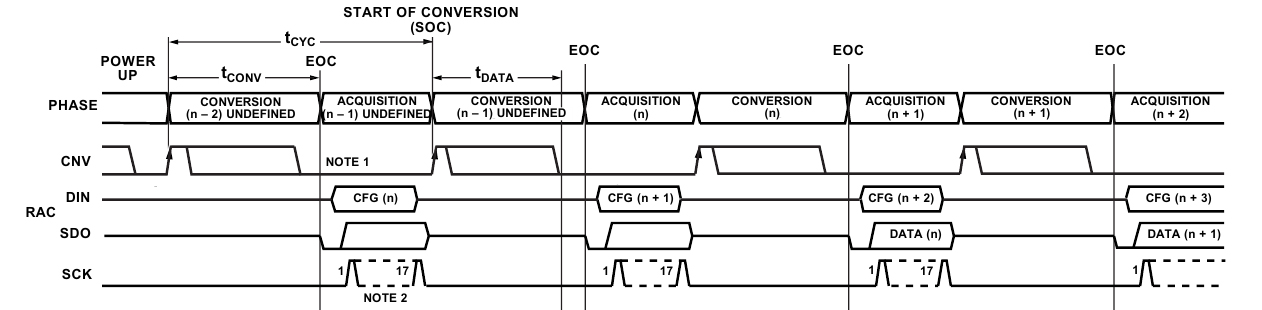 START OF CONVERSION
(SOC)
tCYC
EOC
EOC
EOC
EOC
POWER
UP
tCONV
tDATA
PHASE
CONVERSION
(n – 2) UNDEFINED
ACQUISITION
(n – 1) UNDEFINED
CONVERSION
(n – 1) UNDEFINED
ACQUISITION
(n)
CONVERSION
(n)
ACQUISITION
(n + 1)
CONVERSION
(n + 1)
ACQUISITION
(n + 2)
CNV
NOTE 1
DIN
CFG (n)
CFG (n + 1)
CFG (n + 2)
CFG (n + 3)
RAC
SDO
DATA (n)
DATA (n + 1)
SCK
1
17
1
17
1
17
1
NOTE 2